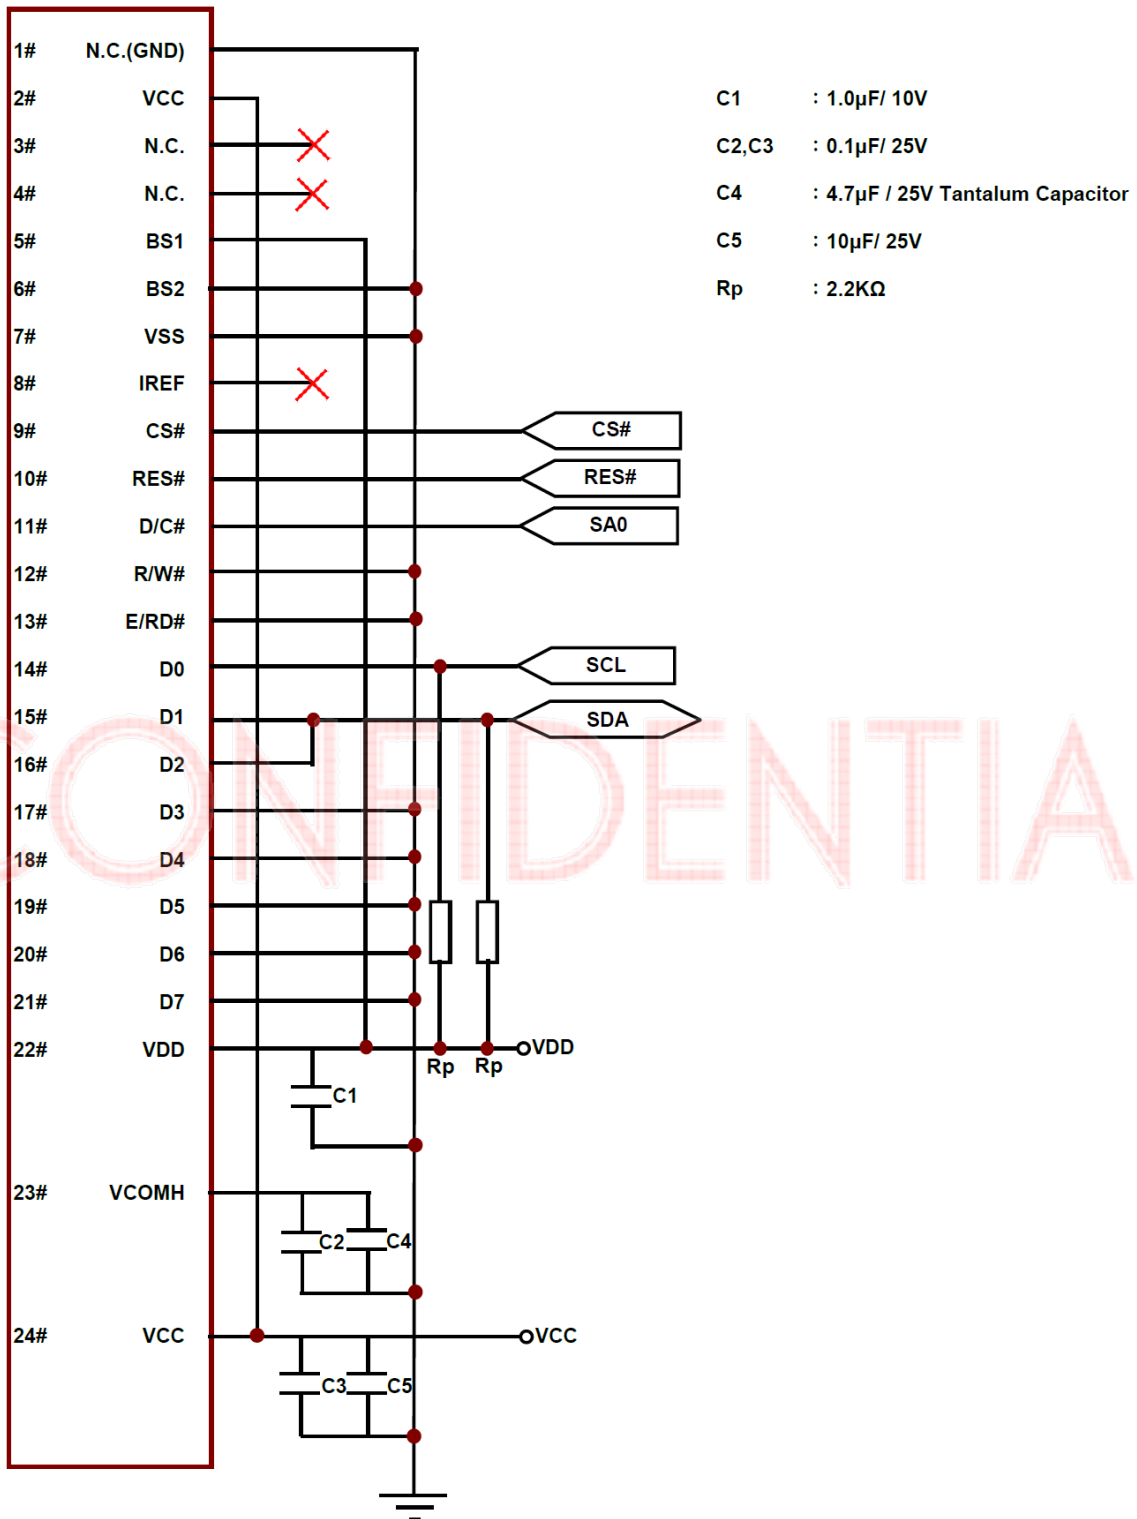 1# N.C.(GND)
2# VCC
3# N.C.
4# N.C.
5# BS1
6# BS2
7# VSS
8# IREF
9# CS# CS#
10# RES# RES#
11# D/C# SA0
12# R/W#
13# E/RD#
14# D0 SCL
15# D1 SDA
16# D2
17# D3
18# D4
19# D5
20# D6
21# D7
22# VDD VDD
Rp Rp
C1
23# VCOMH
C2 C4
24# VCC VCC
C3 C5
C1 : 1.0µF/ 10V
C2,C3 : 0.1µF/ 25V
C4 : 4.7µF / 25V Tantalum Capacitor
C5 : 10µF/ 25V
Rp : 2.2KΩ
CONFIDENTIA